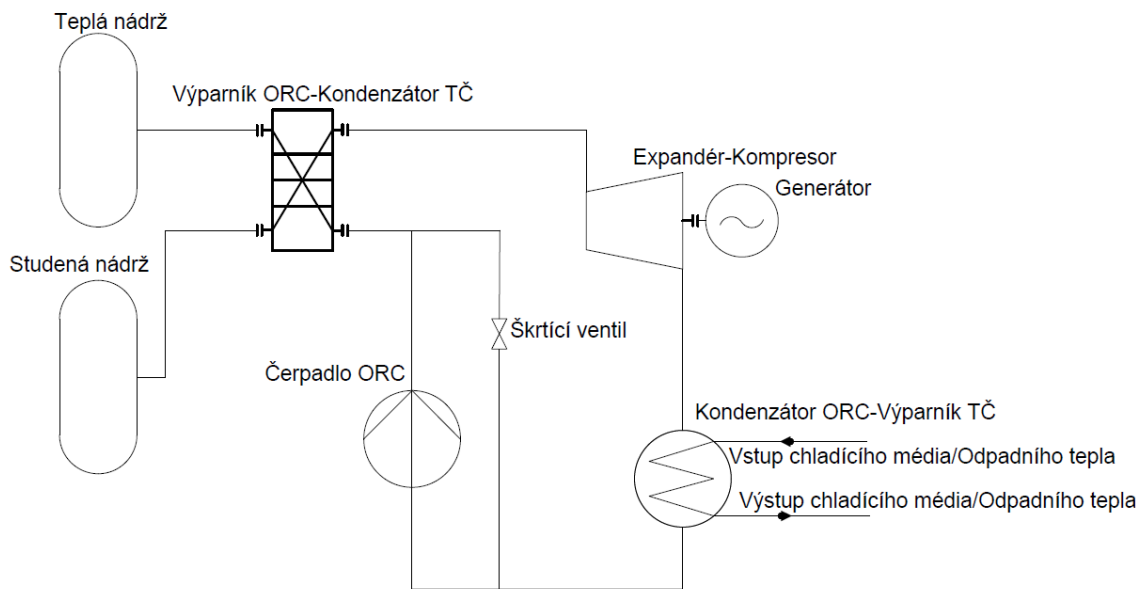 Teplá nádrž
Výparník ORC-Kondenzátor TČ
Expandér-Kompresor
Generátor
Studená nádrž
Škrtící ventil
Čerpadlo ORC
Kondenzátor ORC-Výparník TČ
Vstup chladícího média/Odpadního tepla
Výstup chladícího média/Odpadního tepla